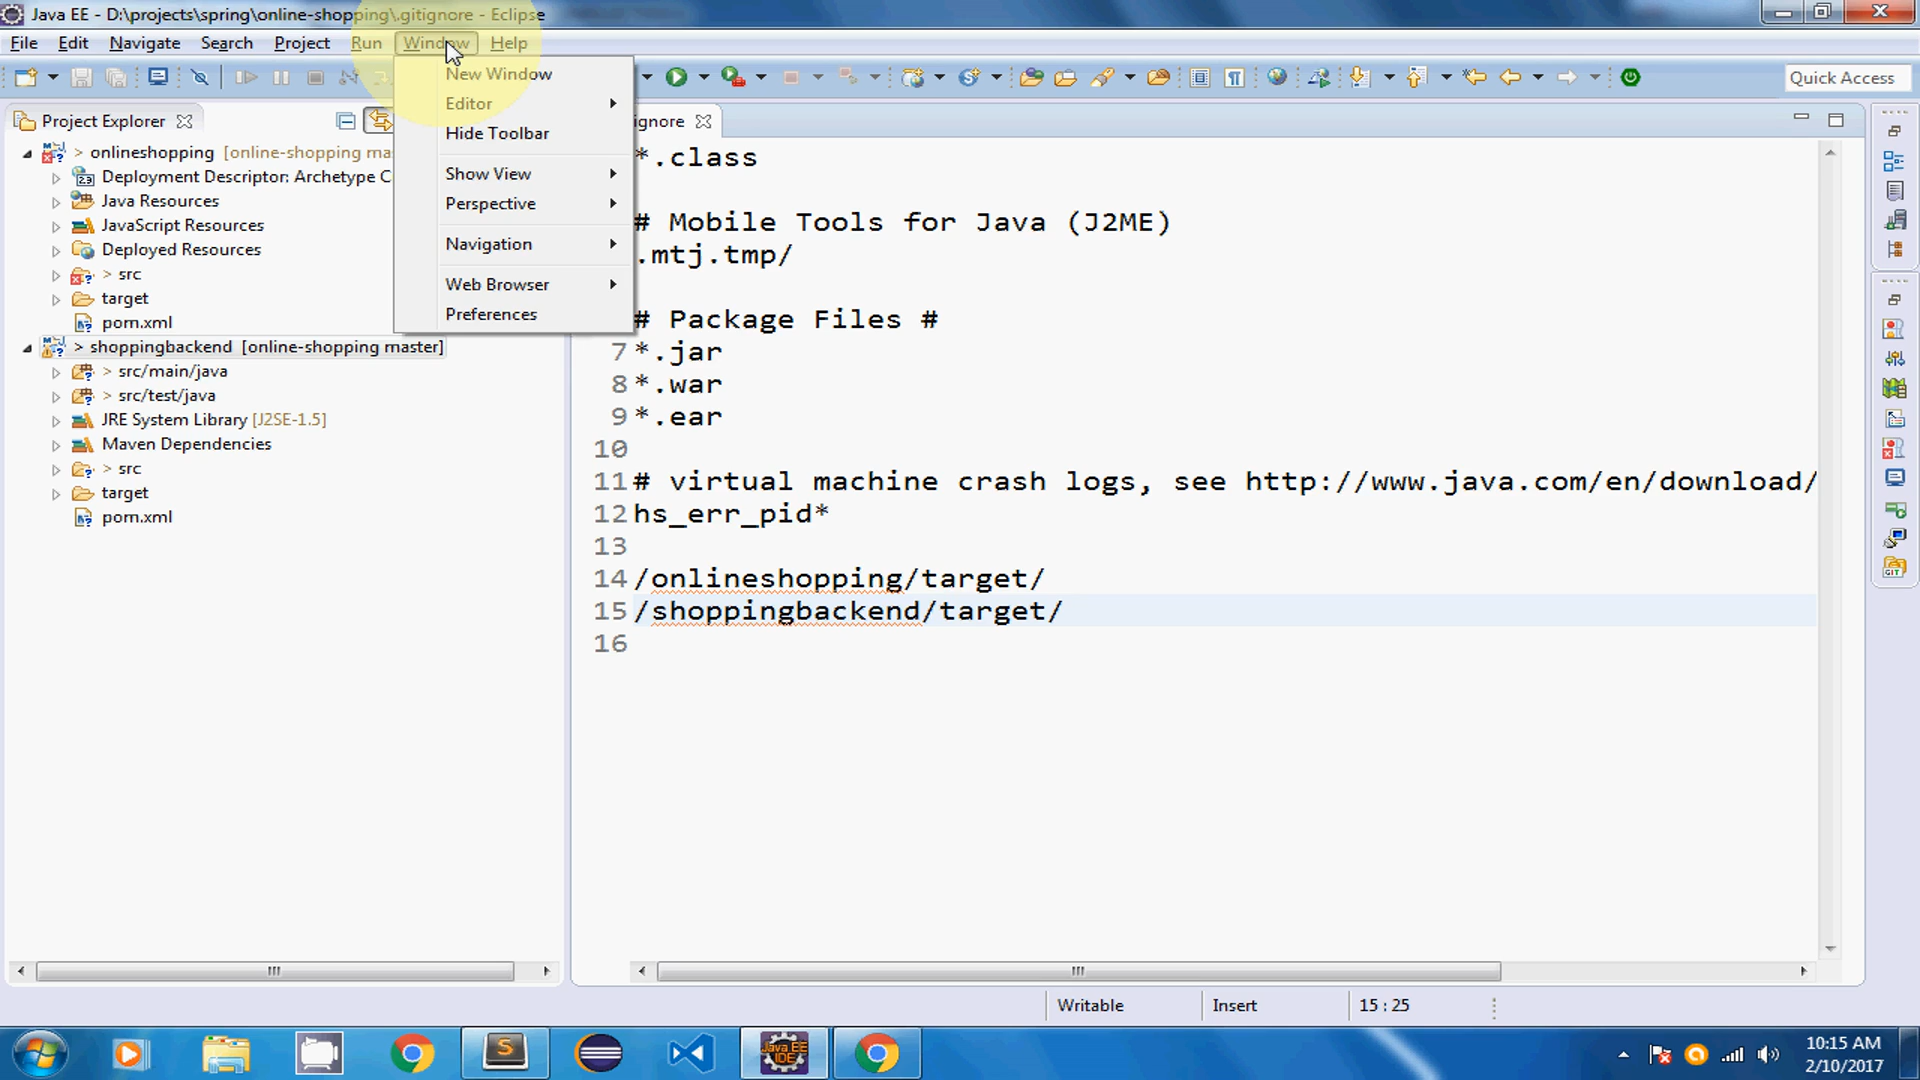 Java EE - D:\projects\spring\online-shopping\.gitignore - Eclipse
File Edit Navigate Search Project Run Window Help
Quick Access
New Window
Editor
Hide Toolbar
Show View
Perspective
Navigation
Web Browser
Preferences
Project Explorer
> onlineshopping [online-shopping ma
Deployment Descriptor: Archetype C
Java Resources
JavaScript Resources
Deployed Resources
> src
target
pom.xml
> shoppingbackend [online-shopping master]
> src/main/java
> src/test/java
JRE System Library [J2SE-1.5]
Maven Dependencies
> src
target
pom.xml
ignore
*.class
# Mobile Tools for Java (J2ME)
.mtj.tmp/
# Package Files #
7 *.jar
8 *.war
9 *.ear
10
11 # virtual machine crash logs, see http://www.java.com/en/download/
12 hs_err_pid*
13
14 /onlineshopping/target/
15 /shoppingbackend/target/
16
Writable Insert 15 : 25
Java EE
IDE
10:15 AM
2/10/2017